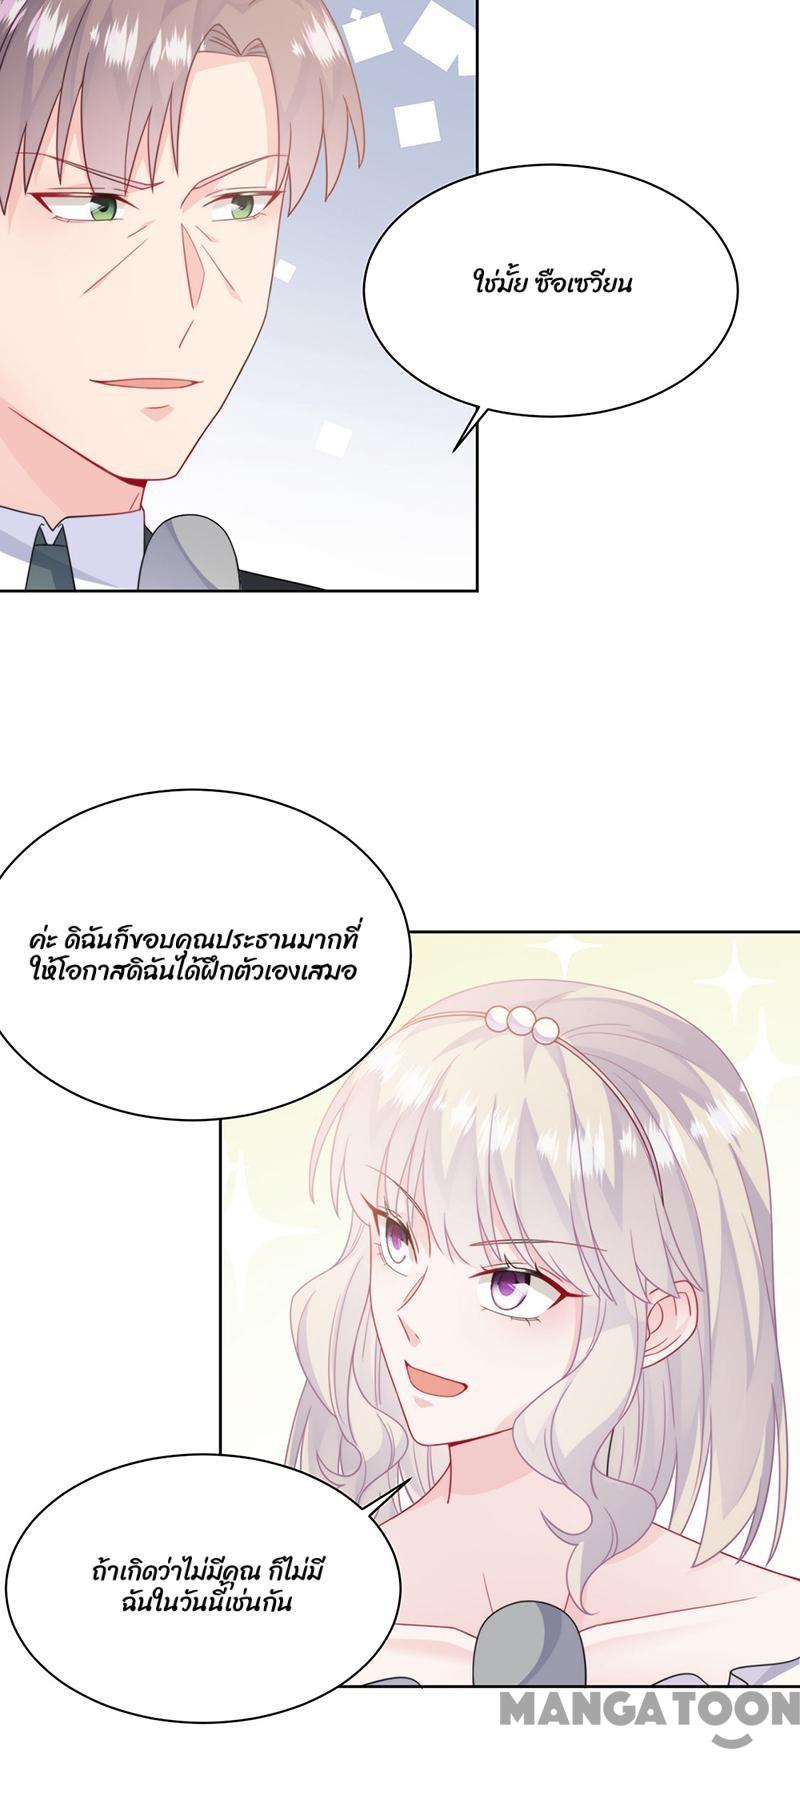 ใช่มั้ย ซือเซวียน
ค่ะ ดิฉันก็ขอบคุณประธานมากที่
ให้โอกาสดิฉันได้ฝึกตัวเองเสมอ
ถ้าเกิดว่าไม่มีคุณ ก็ไม่มี
ฉันในวันนี้เช่นกัน
MANGATOON